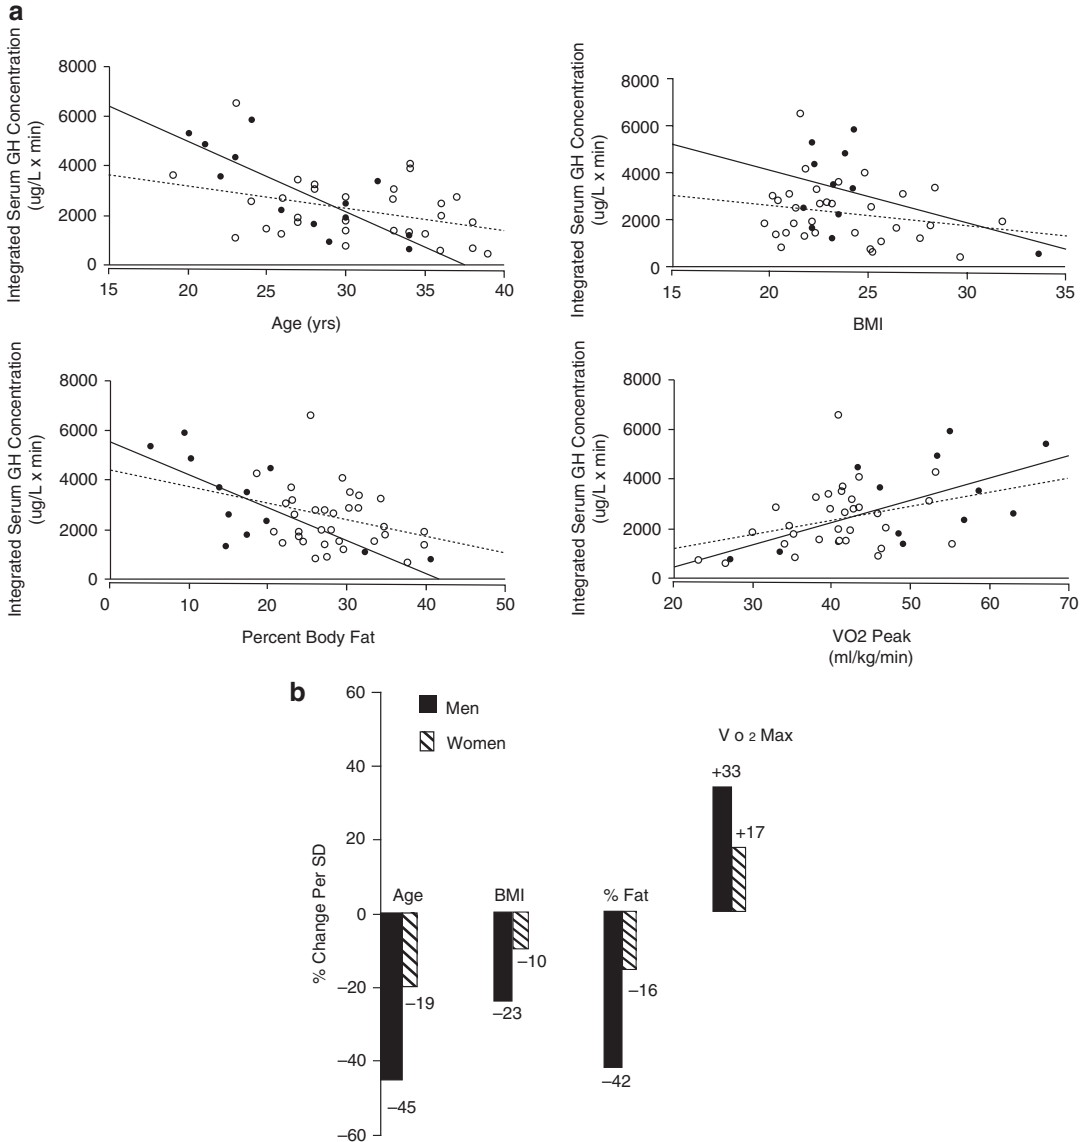 a
Integrated Serum GH Concentration
(ug/L x min)
8000
6000
4000
2000
0
15
20
25
30
35
40
Age (yrs)
Integrated Serum GH Concentration
(ug/L x min)
8000
6000
4000
2000
0
15
20
25
30
35
BMI
Integrated Serum GH Concentration
(ug/L x min)
8000
6000
4000
2000
0
0
10
20
30
40
50
Percent Body Fat
Integrated Serum GH Concentration
(ug/L x min)
8000
6000
4000
2000
0
20
30
40
50
60
70
VO2 Peak
(ml/kg/min)
b
% Change Per SD
60
40
20
0
–20
–40
–60
Men
Women
Age
–19
–45
BMI
–10
–23
% Fat
–16
–42
V o 2 Max
+33
+17